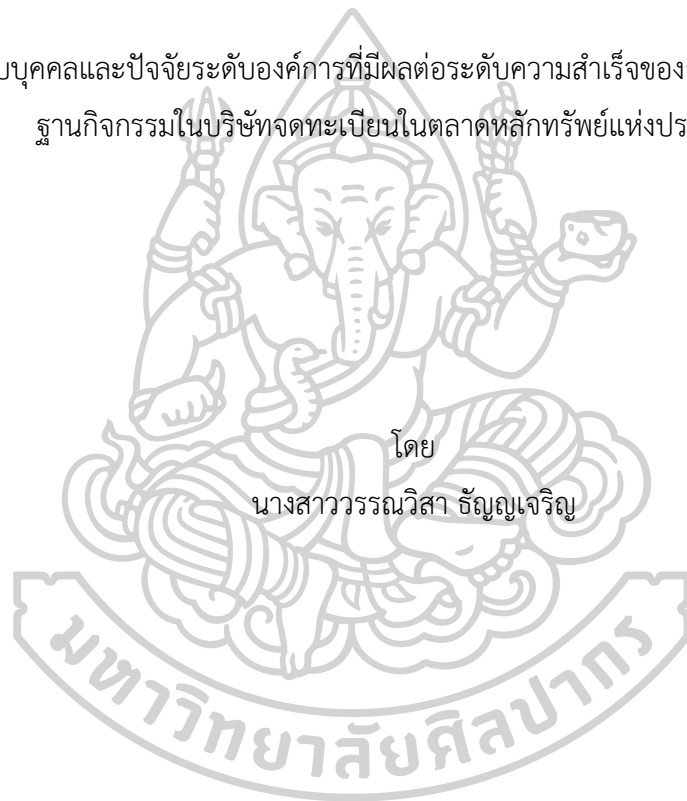 บบุคคลและปัจจัยระดับองค์การที่มีผลต่อระดับความสำเร็จของ
ฐานกิจกรรมในบริษัทจดทะเบียนในตลาดหลักทรัพย์แห่งประ
โดย
นางสาววรรณวิสา ธัญญเจริญ
มหาวิทยาลัยศิลปากร